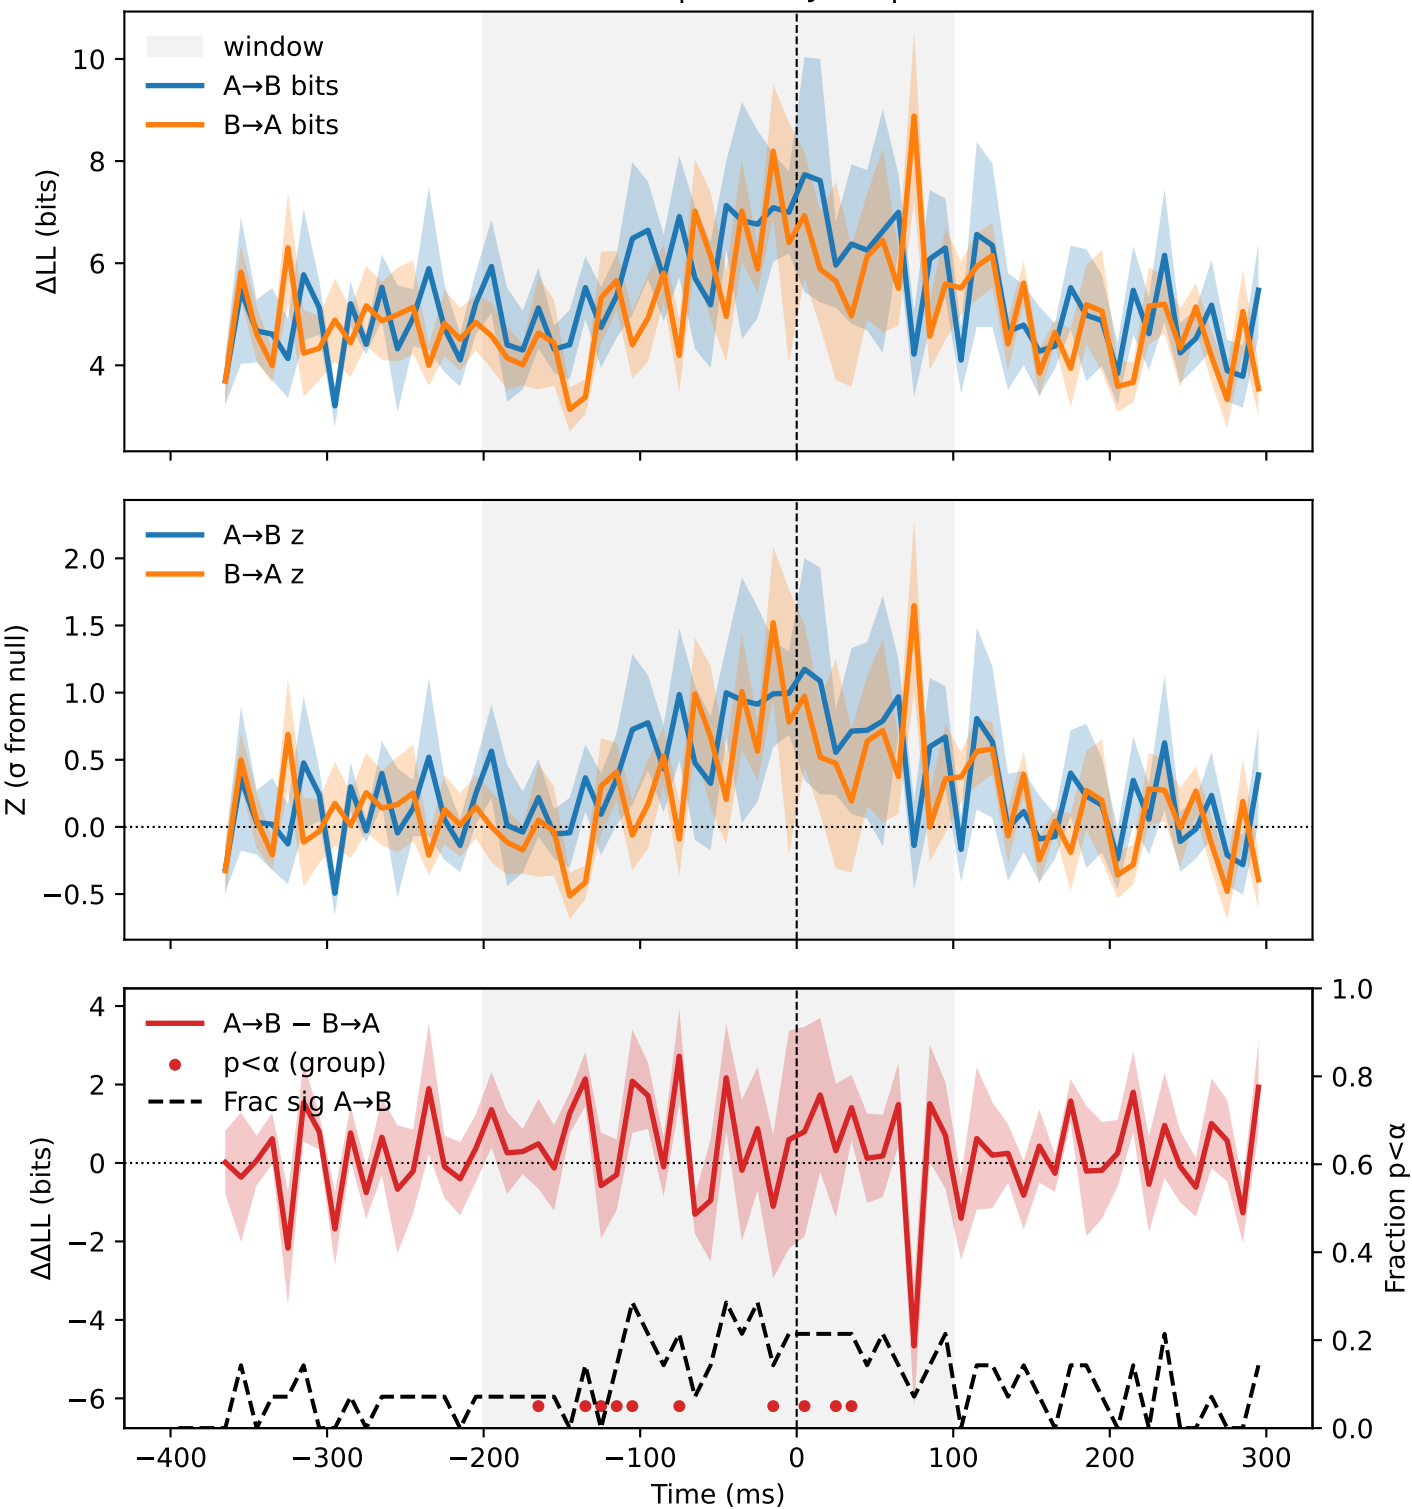 window
A→B bits
B→A bits
10
8
6
4
ΔLL (bits)
A→B z
B→A z
2.0
1.5
1.0
0.5
0.0
−0.5
Z (σ from null)
A→B − B→A
p<α (group)
Frac sig A→B
4
2
0
−2
−4
−6
ΔΔLL (bits)
1.0
0.8
0.6
0.4
0.2
0.0
Fraction p<α
−400 −300 −200 −100 0 100 200 300
Time (ms)